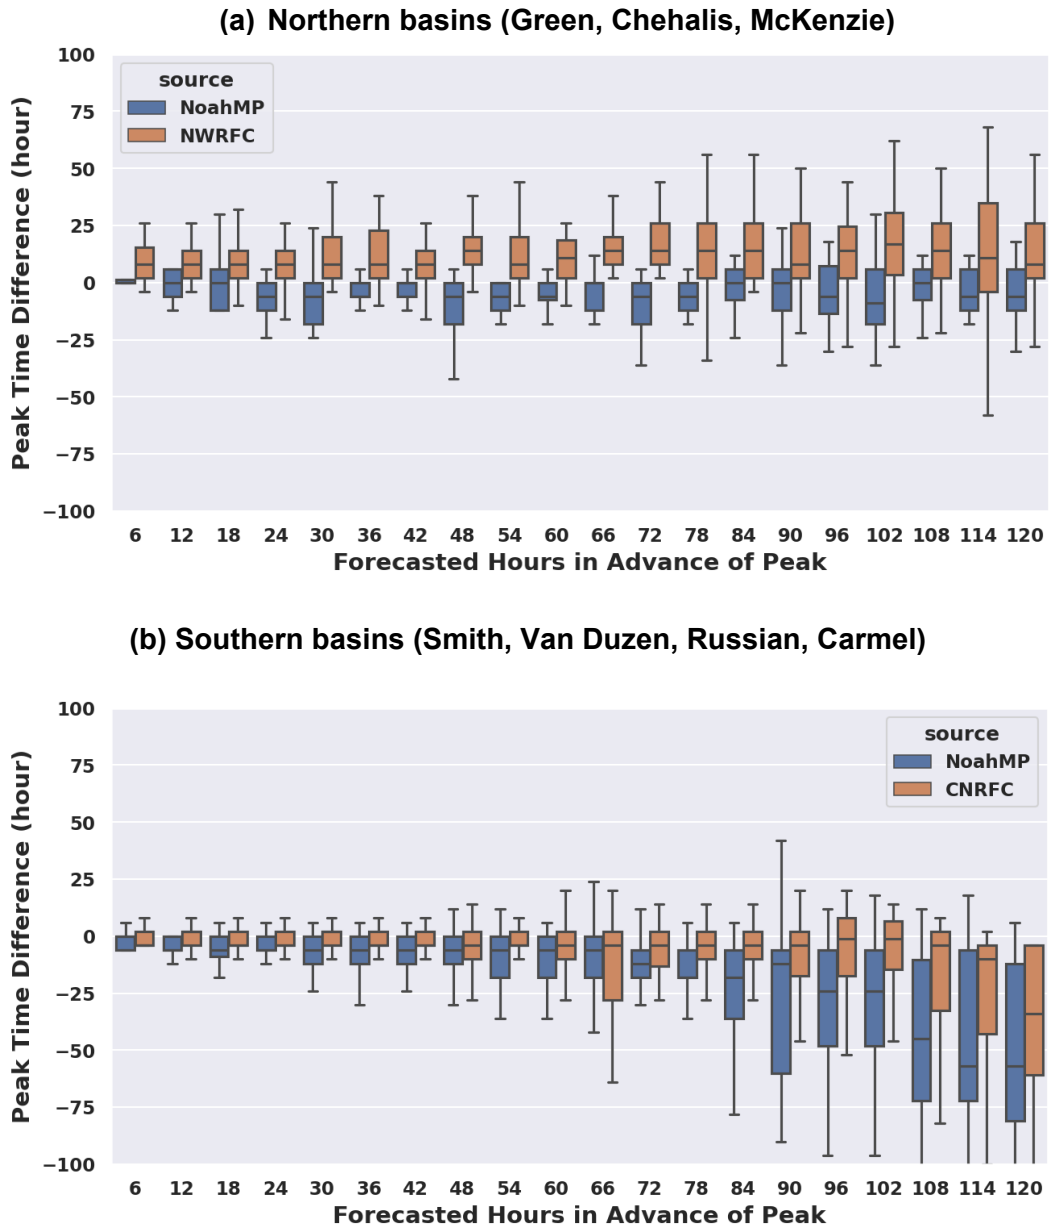 (a) Northern basins (Green, Chehalis, McKenzie)
100
75
50
25
0
−25
−50
−75
−100
Peak Time Difference (hour)
source
NoahMP
NWRFC
6 12 18 24 30 36 42 48 54 60 66 72 78 84 90 96 102 108 114 120
Forecasted Hours in Advance of Peak
(b) Southern basins (Smith, Van Duzen, Russian, Carmel)
100
75
50
25
0
−25
−50
−75
−100
Peak Time Difference (hour)
source
NoahMP
CNRFC
6 12 18 24 30 36 42 48 54 60 66 72 78 84 90 96 102 108 114 120
Forecasted Hours in Advance of Peak